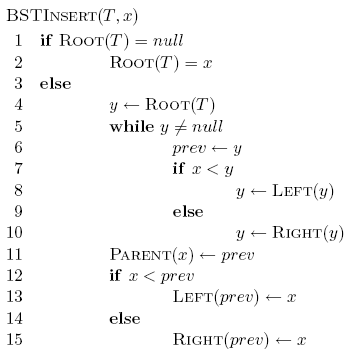 BSTInsert(T, x)
1 if Root(T) = null
2 Root(T) = x
3 else
4 y ← Root(T)
5 while y ≠ null
6 prev ← y
7 if x < y
8 y ← Left(y)
9 else
10 y ← Right(y)
11 Parent(x) ← prev
12 if x < prev
13 Left(prev) ← x
14 else
15 Right(prev) ← x